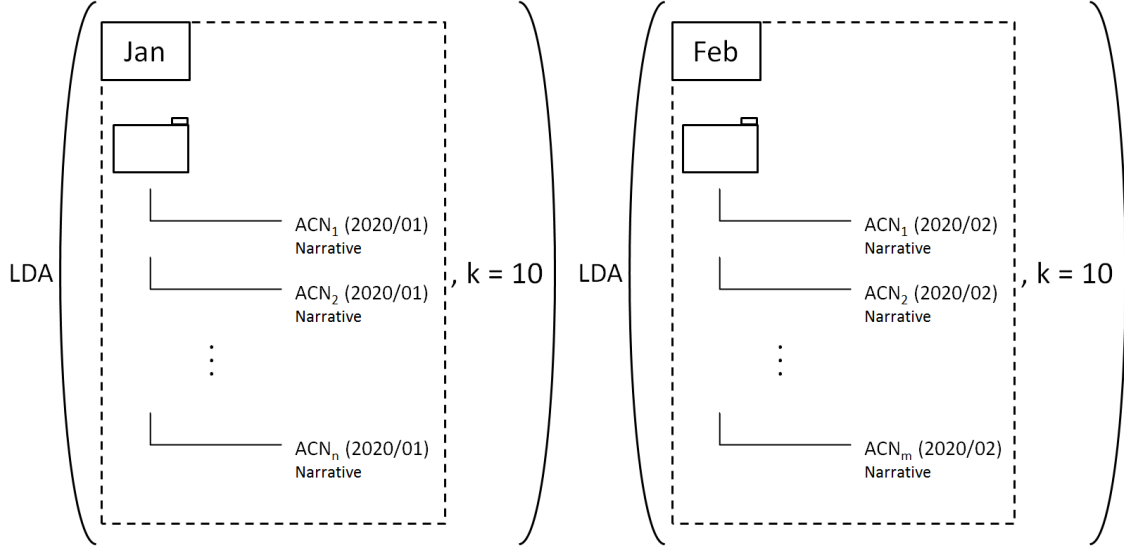 Jan
LDA
ACN₁ (2020/01)
Narrative
ACN₂ (2020/01)
Narrative
⋮
ACNₙ (2020/01)
Narrative
, k = 10
Feb
LDA
ACN₁ (2020/02)
Narrative
ACN₂ (2020/02)
Narrative
⋮
ACNₘ (2020/02)
Narrative
, k = 10